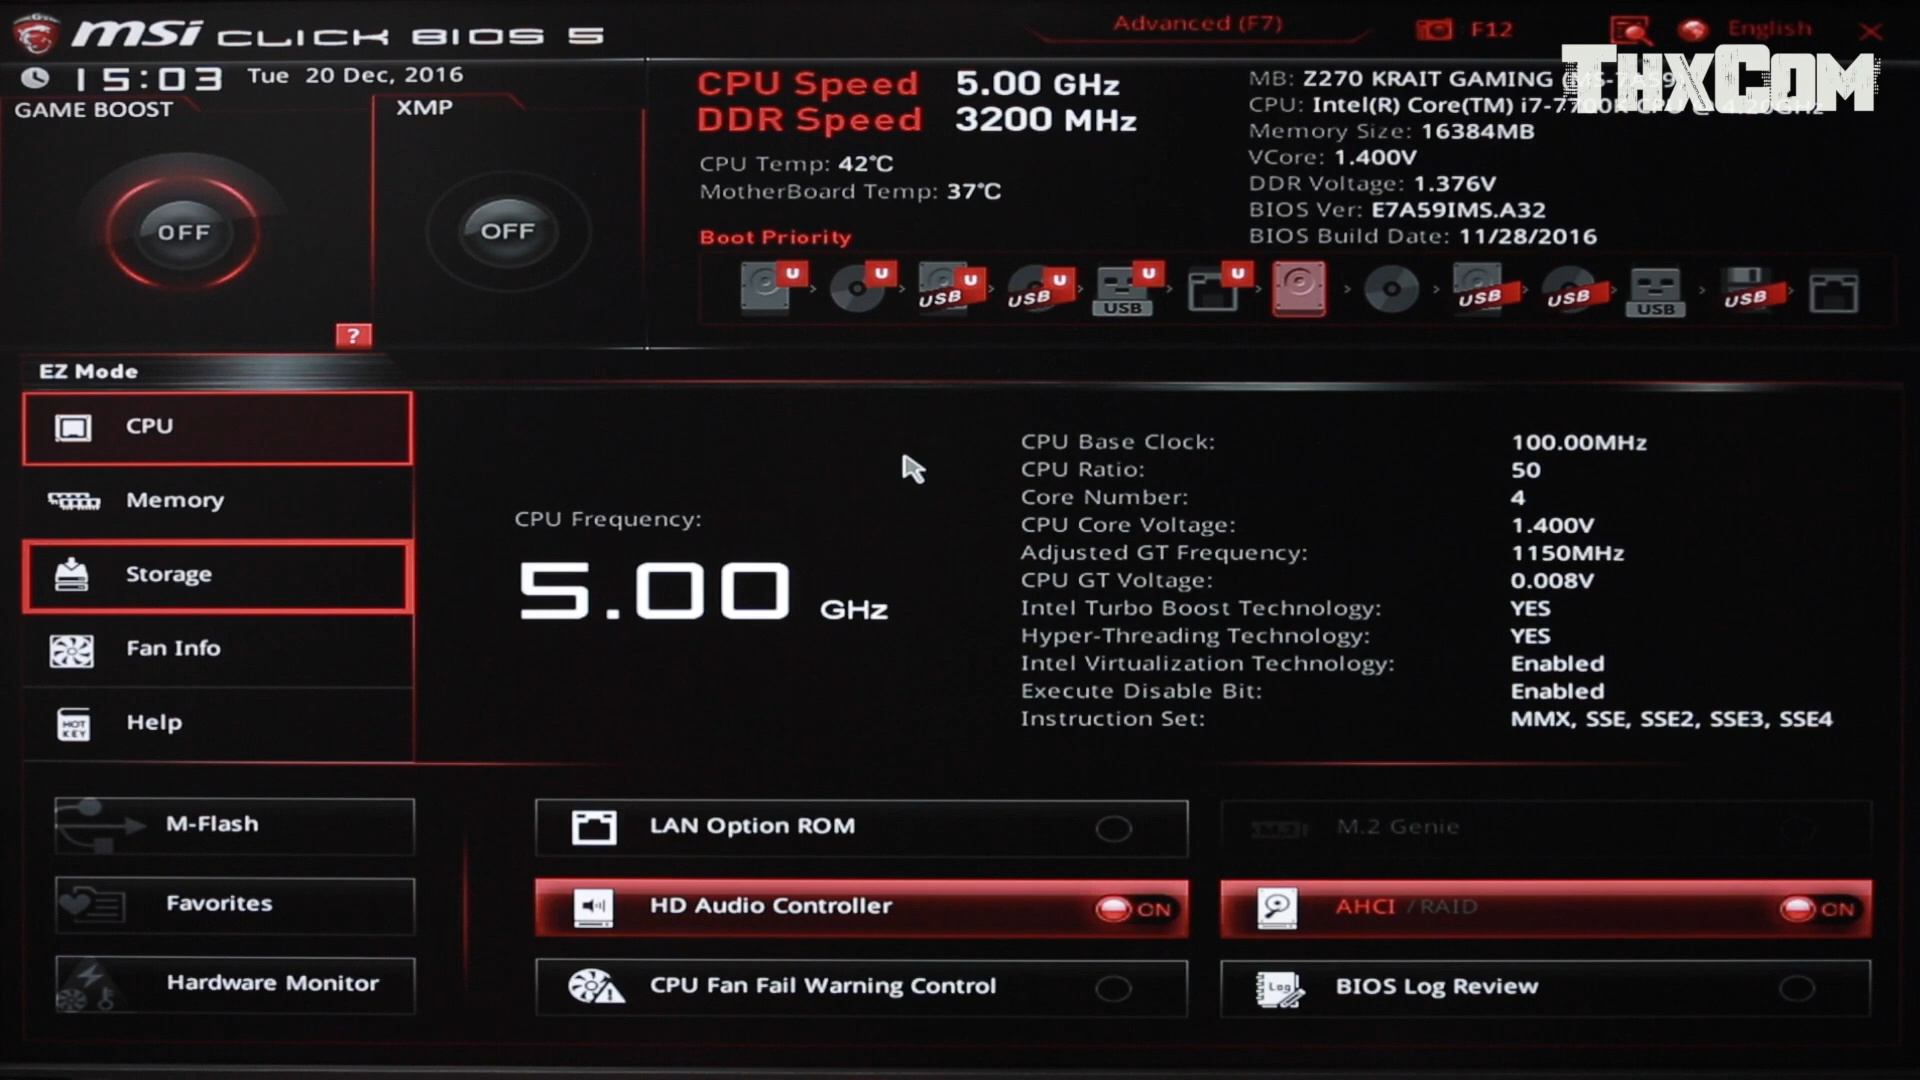 msi CLICK BIOS 5
Advanced (F7)
F12
English
X
15:03 Tue 20 Dec, 2016
THXCOM
GAME BOOST
XMP
OFF
OFF
?
CPU Speed 5.00 GHz
DDR Speed 3200 MHz
CPU Temp: 42°C
MotherBoard Temp: 37°C
MB: Z270 KRAIT GAMING
CPU: Intel(R) Core(TM) i7-7700K CPU @ 4.20GHz
Memory Size: 16384MB
VCore: 1.400V
DDR Voltage: 1.376V
BIOS Ver: E7A59IMS.A32
BIOS Build Date: 11/28/2016
Boot Priority
U U U U U U
USB USB USB USB USB USB USB
EZ Mode
CPU
Memory
Storage
Fan Info
HOT KEY Help
CPU Frequency:
5.00 GHz
CPU Base Clock: 100.00MHz
CPU Ratio: 50
Core Number: 4
CPU Core Voltage: 1.400V
Adjusted GT Frequency: 1150MHz
CPU GT Voltage: 0.008V
Intel Turbo Boost Technology: YES
Hyper-Threading Technology: YES
Intel Virtualization Technology: Enabled
Execute Disable Bit: Enabled
Instruction Set: MMX, SSE, SSE2, SSE3, SSE4
M-Flash
Favorites
Hardware Monitor
LAN Option ROM
HD Audio Controller ON
CPU Fan Fail Warning Control
M.2 M.2 Genie
AHCI /RAID ON
Log BIOS Log Review